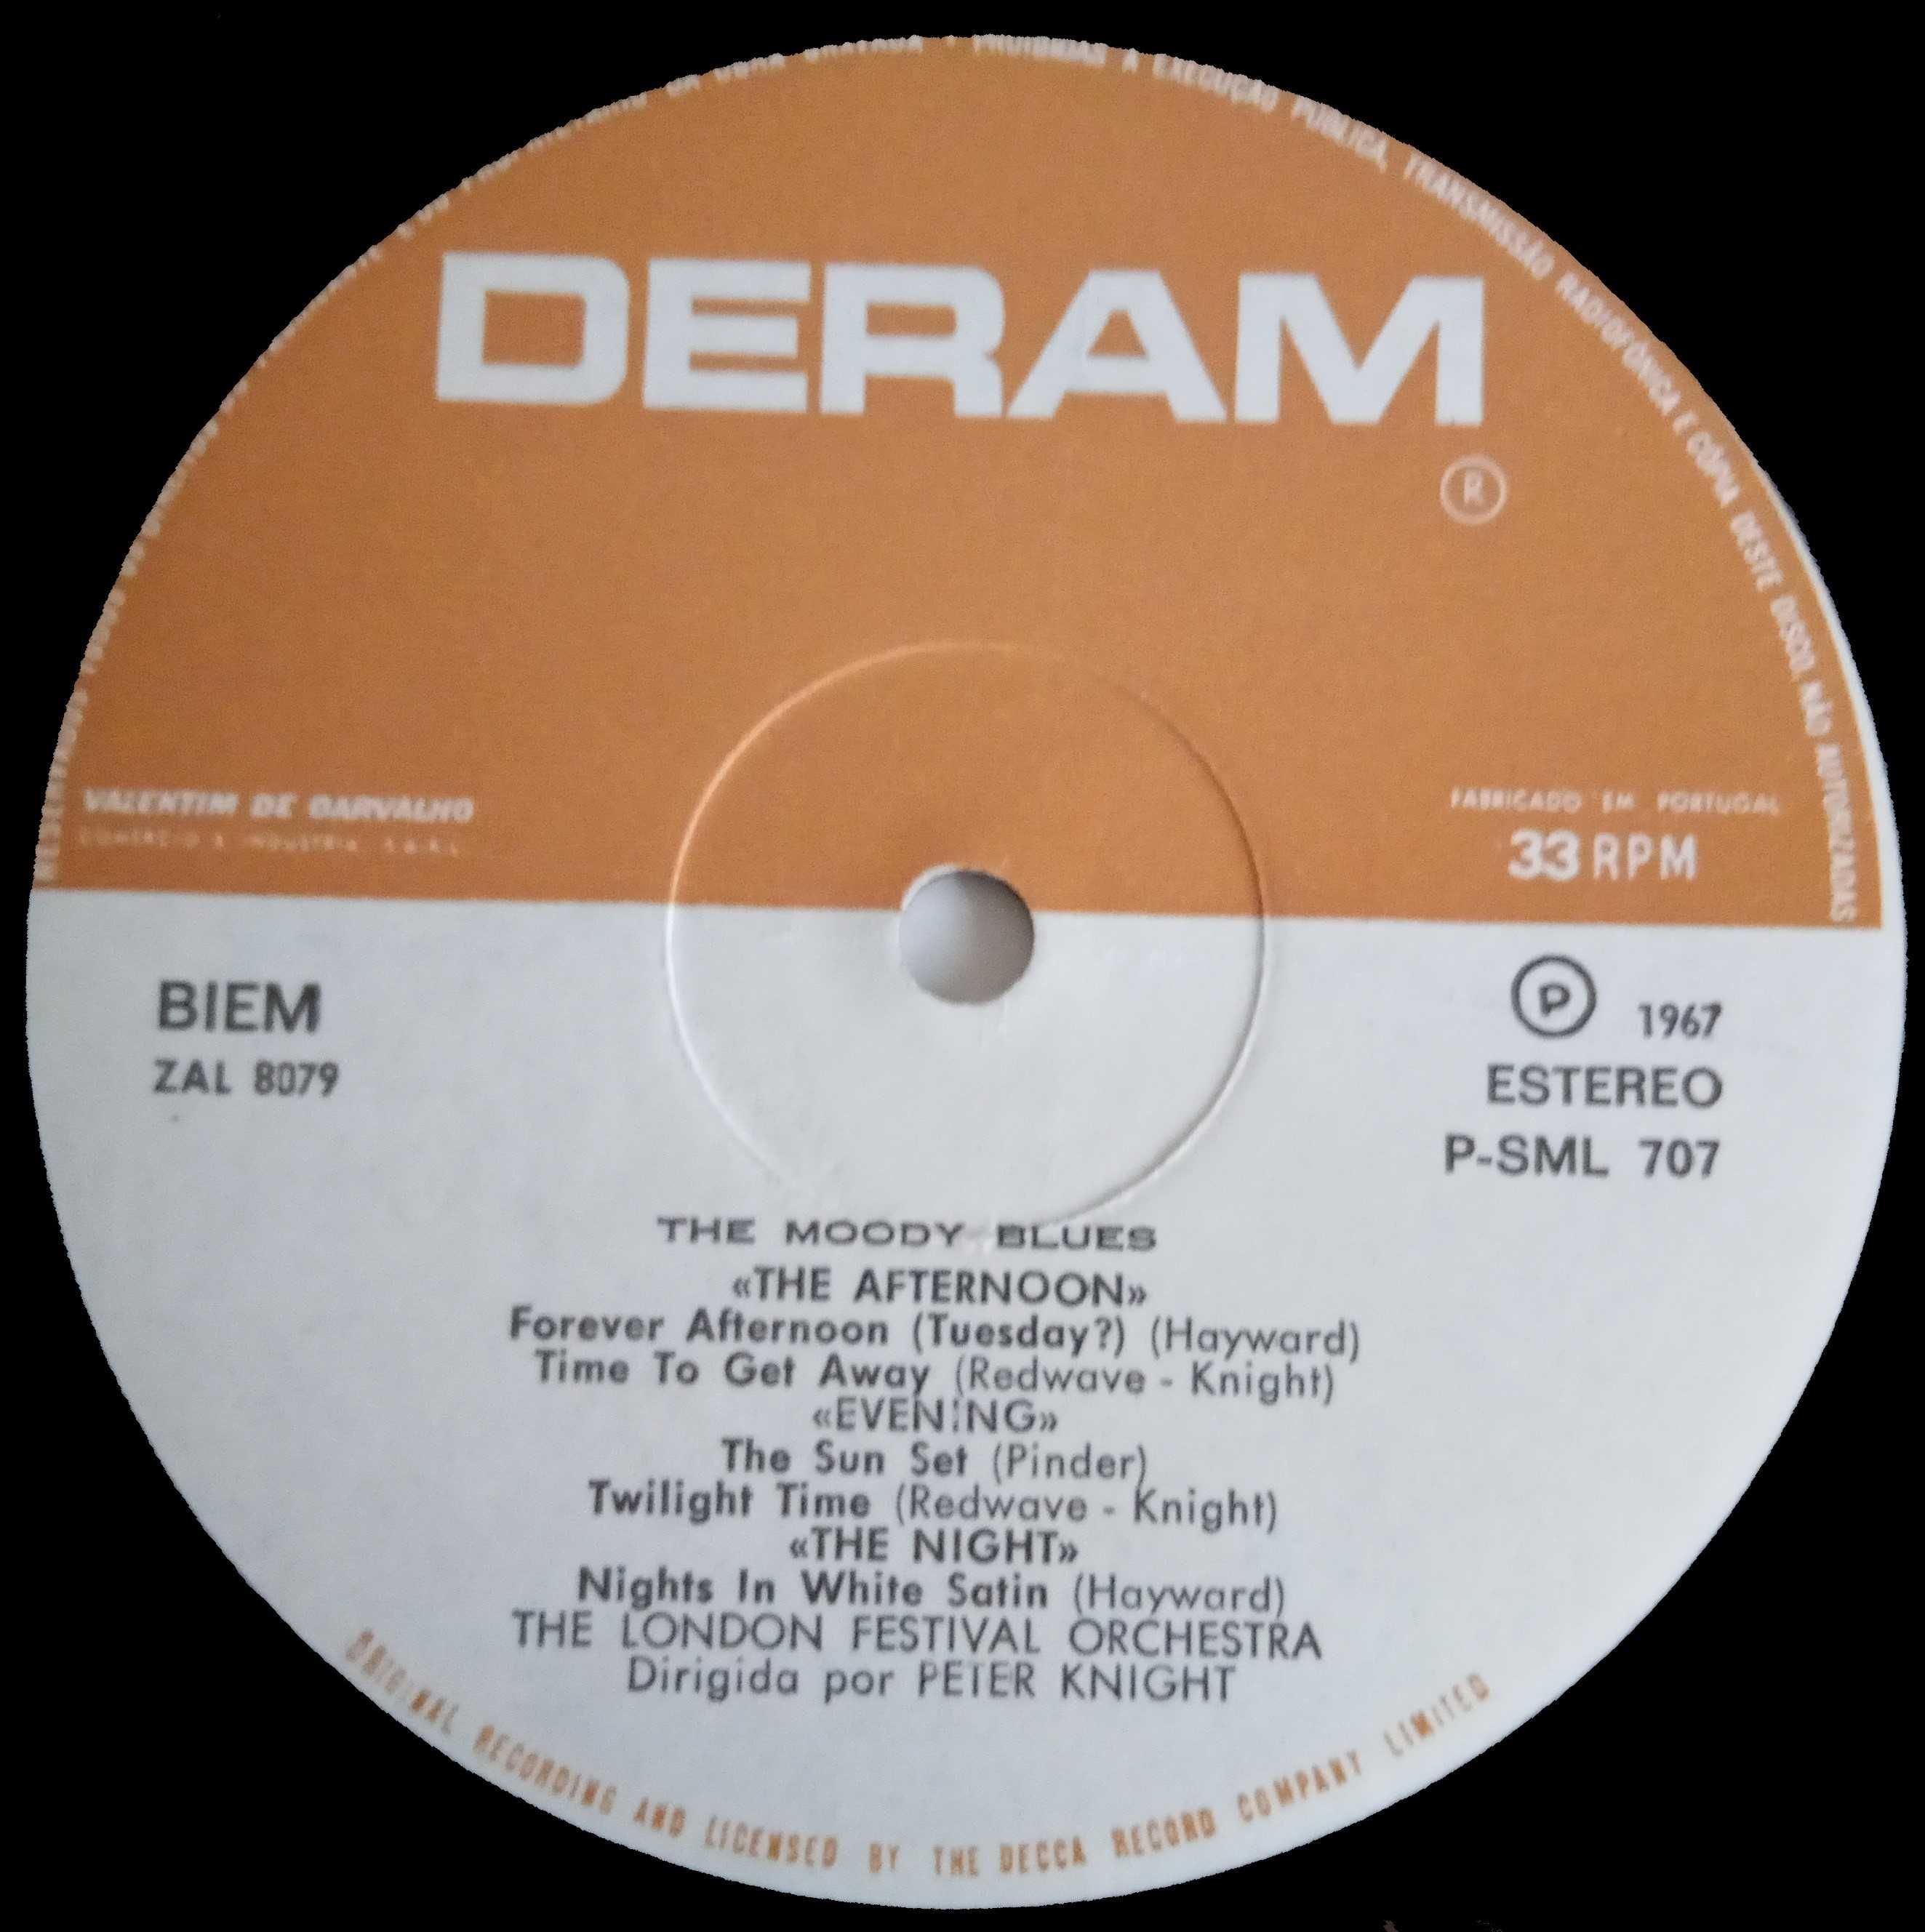 PROIBIDAS A EXECUÇÃO PÚBLICA, TRANSMISSÃO RADIOFÓNICA E CÓPIA DESTE DISCO, NÃO AUTORIZADAS
DERAM
®
VALENTIM DE CARVALHO
COMÉRCIO E INDÚSTRIA S.A.R.L.
FABRICADO EM PORTUGAL
33 RPM
BIEM
ZAL 8079
Ⓟ 1967
ESTEREO
P-SML 707
THE MOODY BLUES
«THE AFTERNOON»
Forever Afternoon (Tuesday?) (Hayward)
Time To Get Away (Redwave - Knight)
«EVENING»
The Sun Set (Pinder)
Twilight Time (Redwave - Knight)
«THE NIGHT»
Nights In White Satin (Hayward)
THE LONDON FESTIVAL ORCHESTRA
Dirigida por PETER KNIGHT
ORIGINAL RECORDING AND LICENSED BY THE DECCA RECORD COMPANY LIMITED